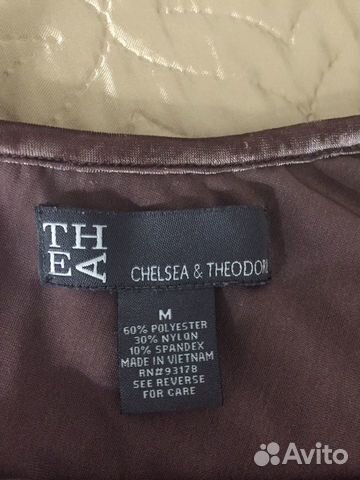 TH
EA
CHELSEA & THEODOR
M
60% POLYESTER
30% NYLON
10% SPANDEX
MADE IN VIETNAM
RN#93178
SEE REVERSE
FOR CARE
Avito